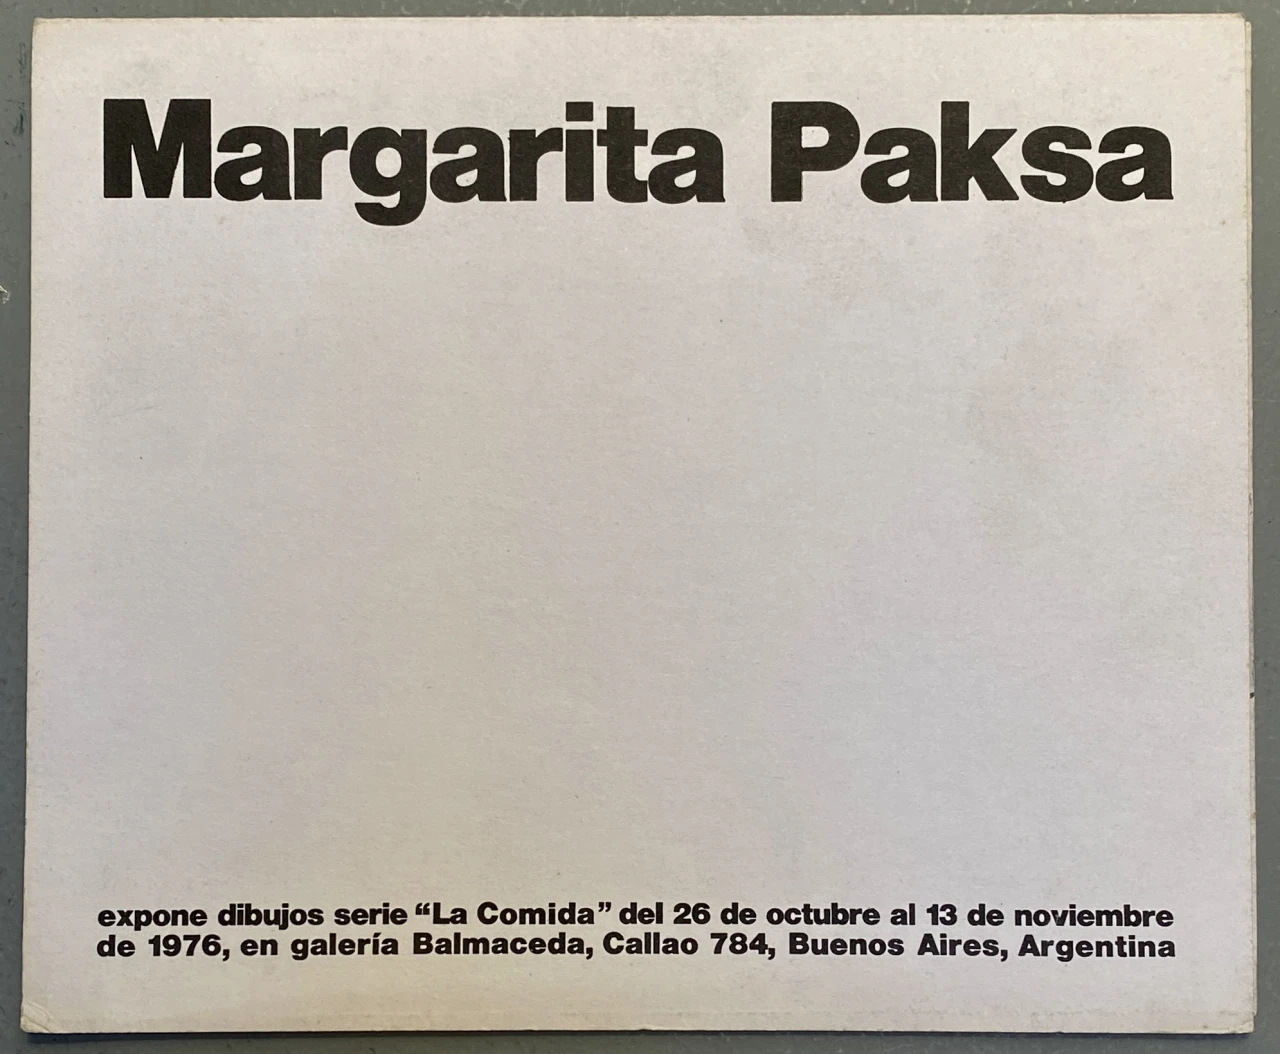 Margarita Paksa
expone dibujos serie “La Comida” del 26 de octubre al 13 de noviembre
de 1976, en galería Balmaceda, Callao 784, Buenos Aires, Argentina